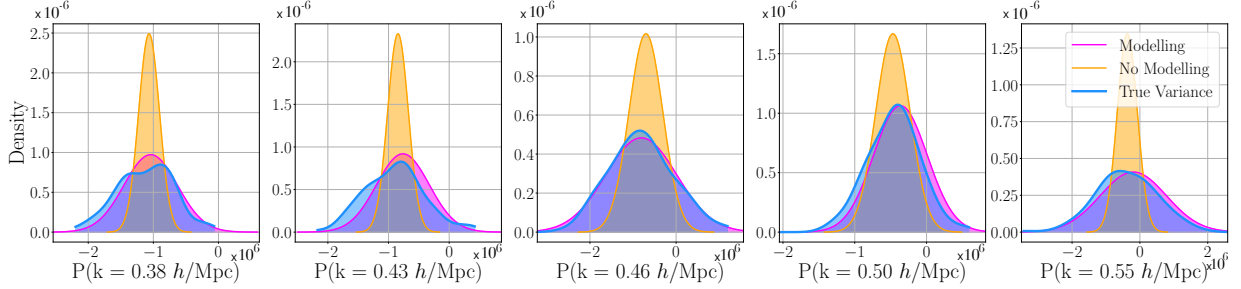 ×10⁻⁶ ×10⁻⁶ ×10⁻⁶ ×10⁻⁶ ×10⁻⁶
Density
2.5
2.0
1.5
1.0
0.5
0.0
−2 −1 0
×10⁶
P(k = 0.38 h/Mpc)
2.5
2.0
1.5
1.0
0.5
0.0
−2 −1 0
×10⁶
P(k = 0.43 h/Mpc)
1.0
0.8
0.6
0.4
0.2
0.0
−2 0
×10⁶
P(k = 0.46 h/Mpc)
1.5
1.0
0.5
0.0
−2 −1 0
×10⁶
P(k = 0.50 h/Mpc)
1.25
1.00
0.75
0.50
0.25
0.00
Modelling
No Modelling
True Variance
−2 0 2
×10⁶
P(k = 0.55 h/Mpc)